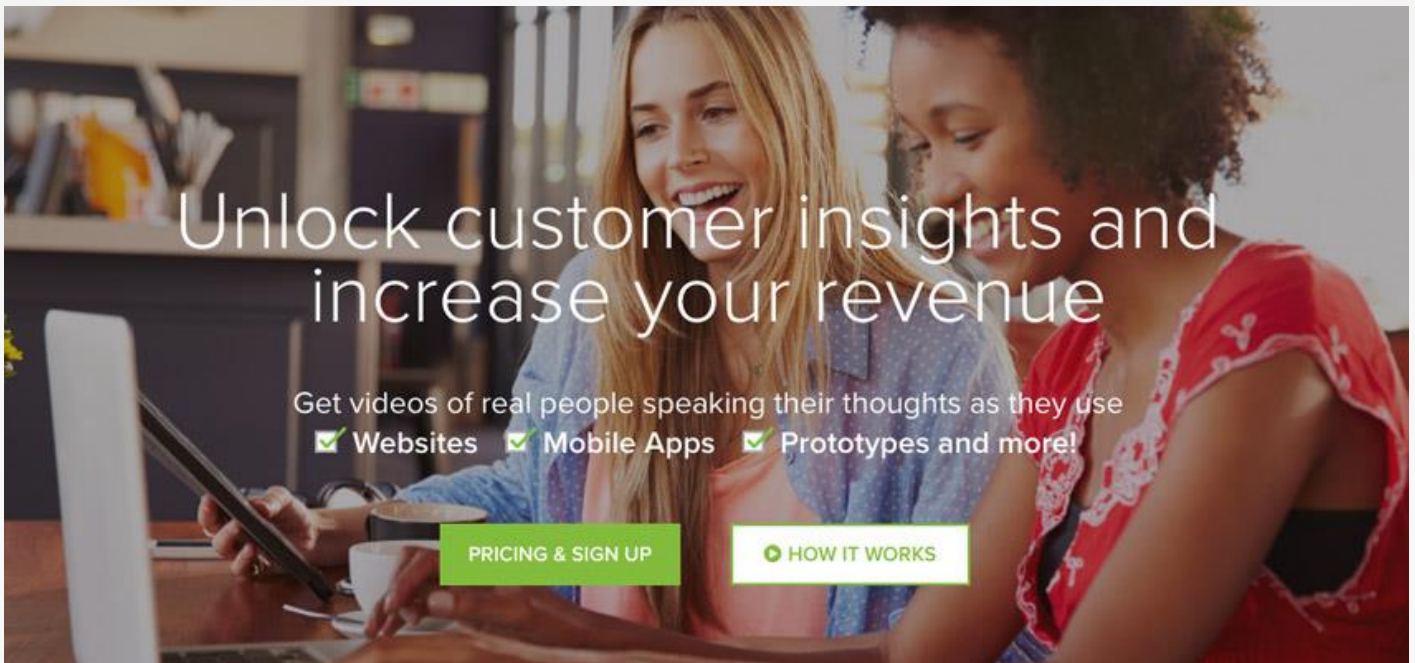 Unlock customer insights and
increase your revenue
Get videos of real people speaking their thoughts as they use
Websites Mobile Apps Prototypes and more!
PRICING & SIGN UP HOW IT WORKS